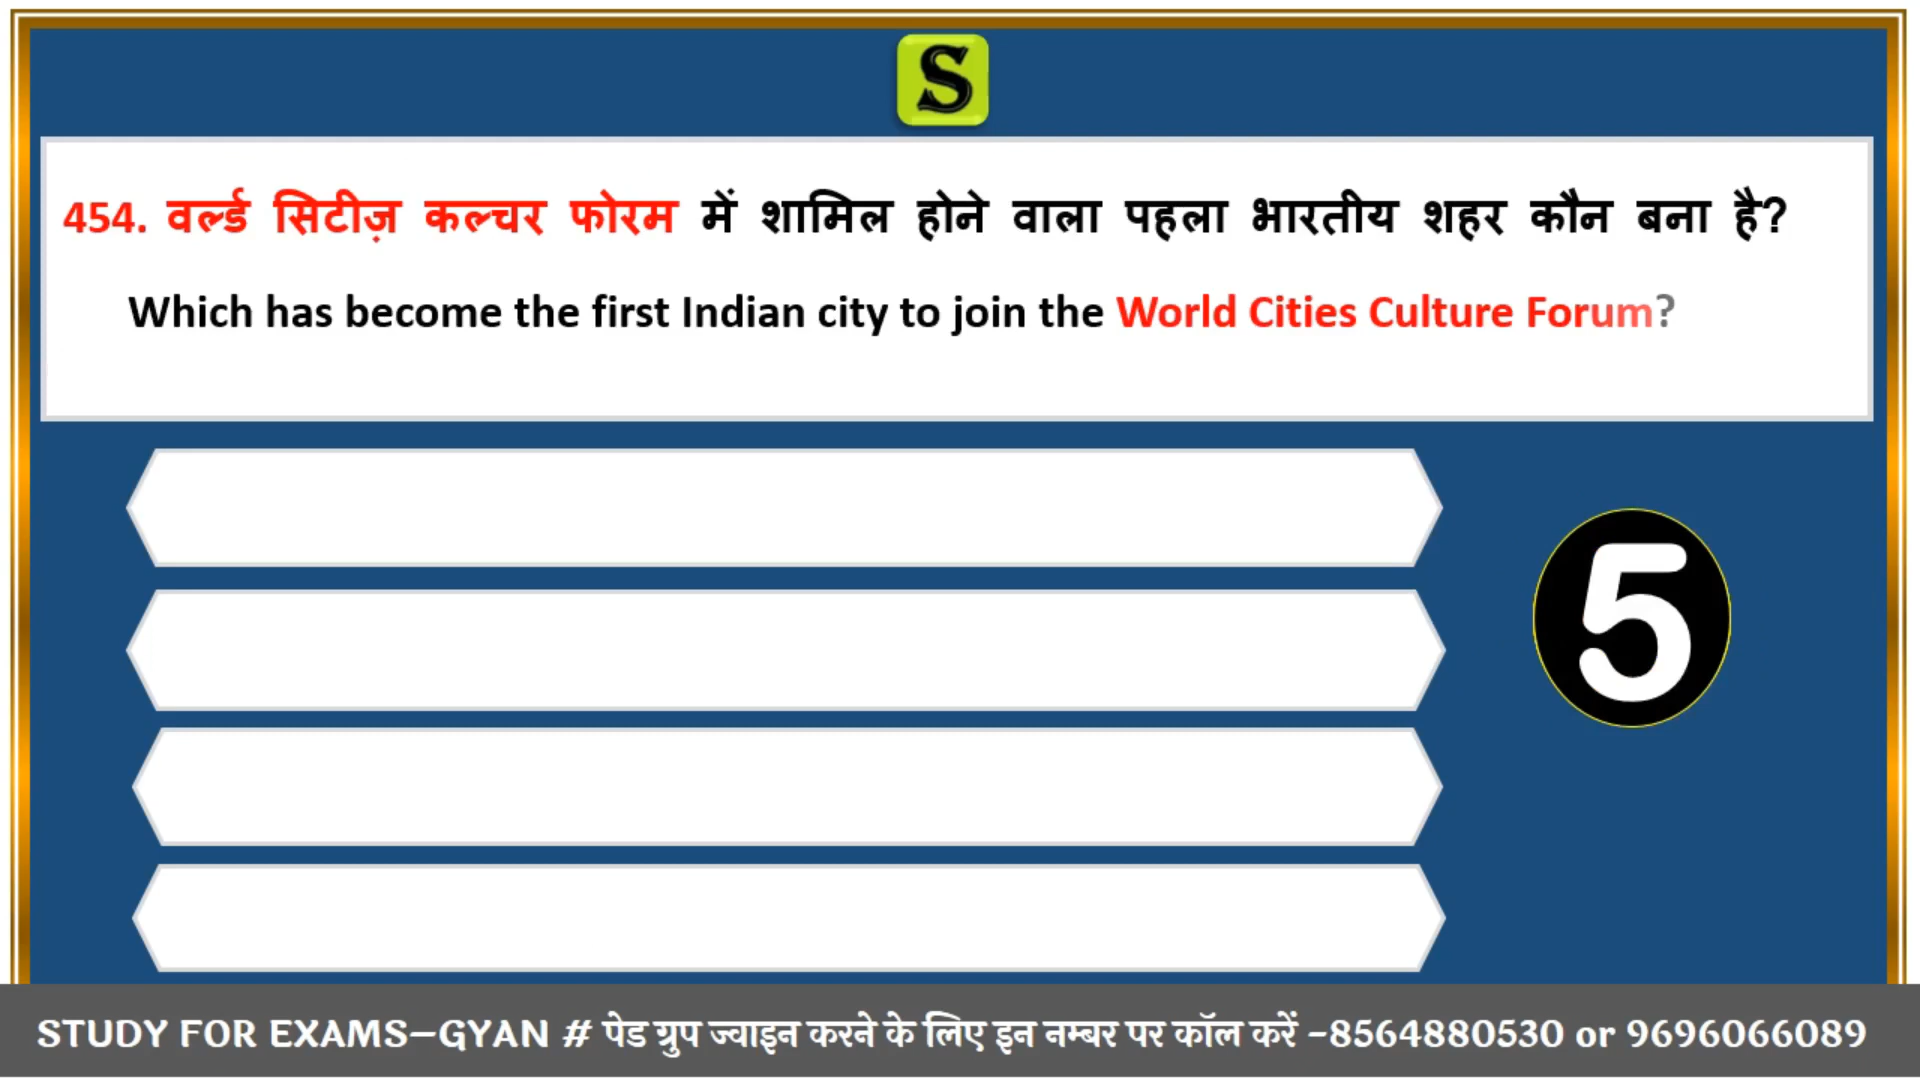 S
454. वर्ल्ड सिटीज़ कल्चर फोरम में शामिल होने वाला पहला भारतीय शहर कौन बना है?
Which has become the first Indian city to join the World Cities Culture Forum?
5
STUDY FOR EXAMS–GYAN # पेड ग्रुप ज्वाइन करने के लिए इन नम्बर पर कॉल करें -8564880530 or 9696066089